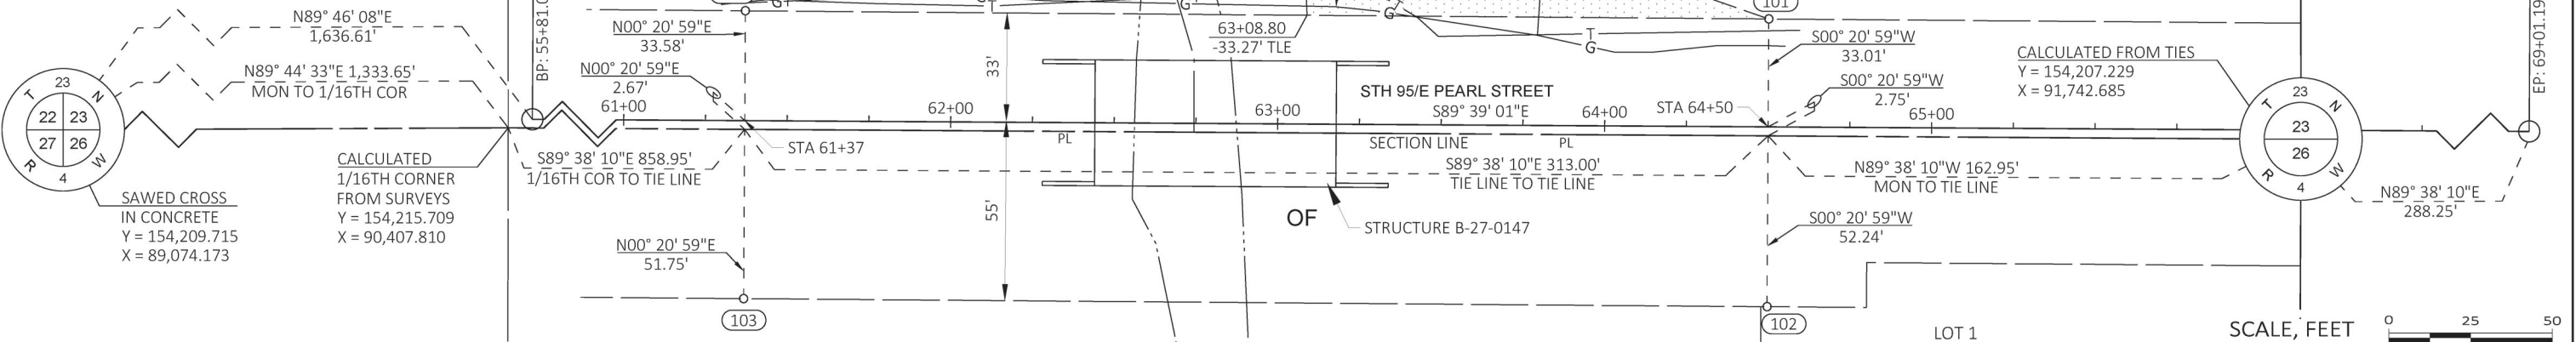 N89° 46' 08"E
1,636.61'
N89° 44' 33"E 1,333.65'
MON TO 1/16TH COR
23
T
N
22 23
27 26
R
W
4
SAWED CROSS
IN CONCRETE
Y = 154,209.715
X = 89,074.173
CALCULATED
1/16TH CORNER
FROM SURVEYS
Y = 154,215.709
X = 90,407.810
BP: 55+81.0
S89° 38' 10"E 858.95'
1/16TH COR TO TIE LINE
N00° 20' 59"E
33.58'
N00° 20' 59"E
2.67'
61+00
STA 61+37
N00° 20' 59"E
51.75'
103
G
T
G
G
T
G
33'
55'
62+00
PL
63+08.80
-33.27' TLE
63+00
STH 95/E PEARL STREET
S89° 39' 01"E
SECTION LINE
PL
64+00
STA 64+50
S89° 38' 10"E 313.00'
TIE LINE TO TIE LINE
OF
STRUCTURE B-27-0147
101
S00° 20' 59"W
33.01'
S00° 20' 59"W
2.75'
65+00
N89° 38' 10"W 162.95'
MON TO TIE LINE
S00° 20' 59"W
52.24'
102
LOT 1
CALCULATED FROM TIES
Y = 154,207.229
X = 91,742.685
23
T
N
23
26
R
W
4
EP: 69+01.19
N89° 38' 10"E
288.25'
SCALE, FEET
0 25 50